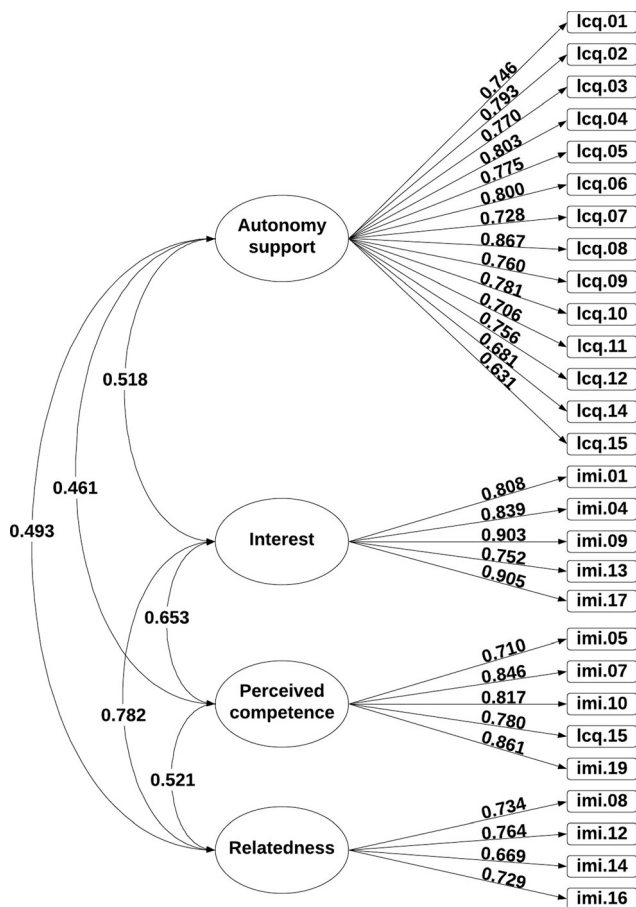 lcq.01
lcq.02
lcq.03
lcq.04
lcq.05
lcq.06
lcq.07
lcq.08
lcq.09
lcq.10
lcq.11
lcq.12
lcq.14
lcq.15
0.746
0.793
0.770
0.803
0.775
0.800
0.728
0.867
0.760
0.781
0.706
0.756
0.681
0.631
Autonomy
support
0.518
0.461
0.493
imi.01
imi.04
imi.09
imi.13
imi.17
0.808
0.839
0.903
0.752
0.905
Interest
0.653
0.782
0.521
imi.05
imi.07
imi.10
lcq.15
imi.19
0.710
0.846
0.817
0.780
0.861
Perceived
competence
imi.08
imi.12
imi.14
imi.16
0.734
0.764
0.669
0.729
Relatedness